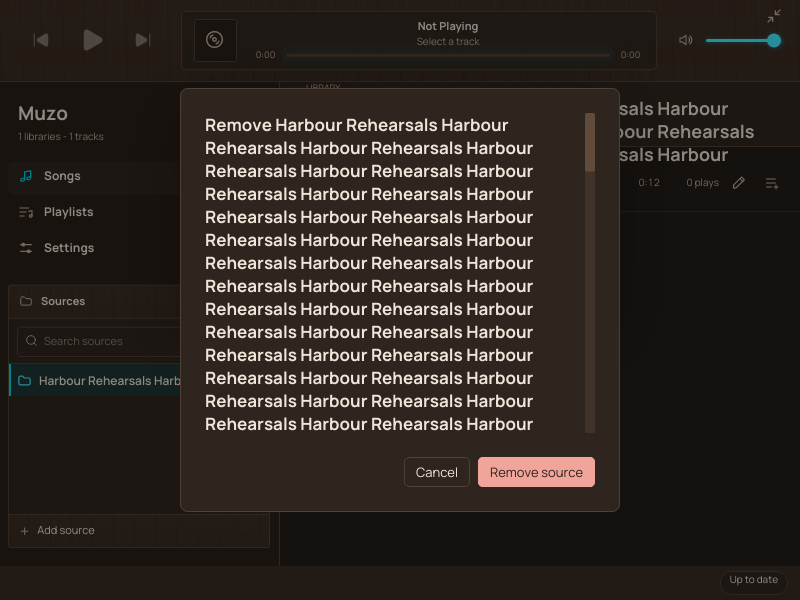 Not Playing
Select a track
0:00
0:00
LIBRARY
Muzo
1 libraries - 1 tracks
Songs
Playlists
Settings
Sources
Search sources
Harbour Rehearsals Harb
Add source
sals Harbour
bour Rehearsals
sals Harbour
0:12
0 plays
Remove Harbour Rehearsals Harbour
Rehearsals Harbour Rehearsals Harbour
Rehearsals Harbour Rehearsals Harbour
Rehearsals Harbour Rehearsals Harbour
Rehearsals Harbour Rehearsals Harbour
Rehearsals Harbour Rehearsals Harbour
Rehearsals Harbour Rehearsals Harbour
Rehearsals Harbour Rehearsals Harbour
Rehearsals Harbour Rehearsals Harbour
Rehearsals Harbour Rehearsals Harbour
Rehearsals Harbour Rehearsals Harbour
Rehearsals Harbour Rehearsals Harbour
Rehearsals Harbour Rehearsals Harbour
Rehearsals Harbour Rehearsals Harbour
Cancel
Remove source
Up to date